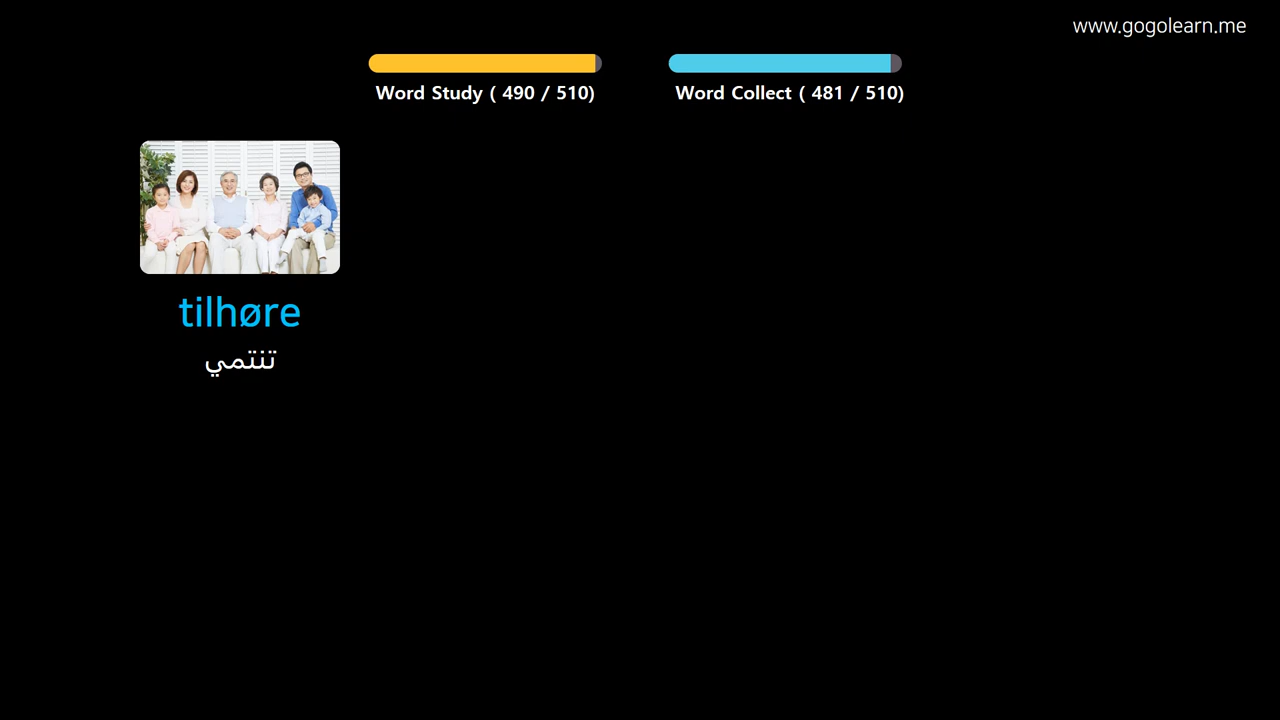 www.gogolearn.me
Word Study ( 490 / 510)
Word Collect ( 481 / 510)
tilhøre
تنتمي